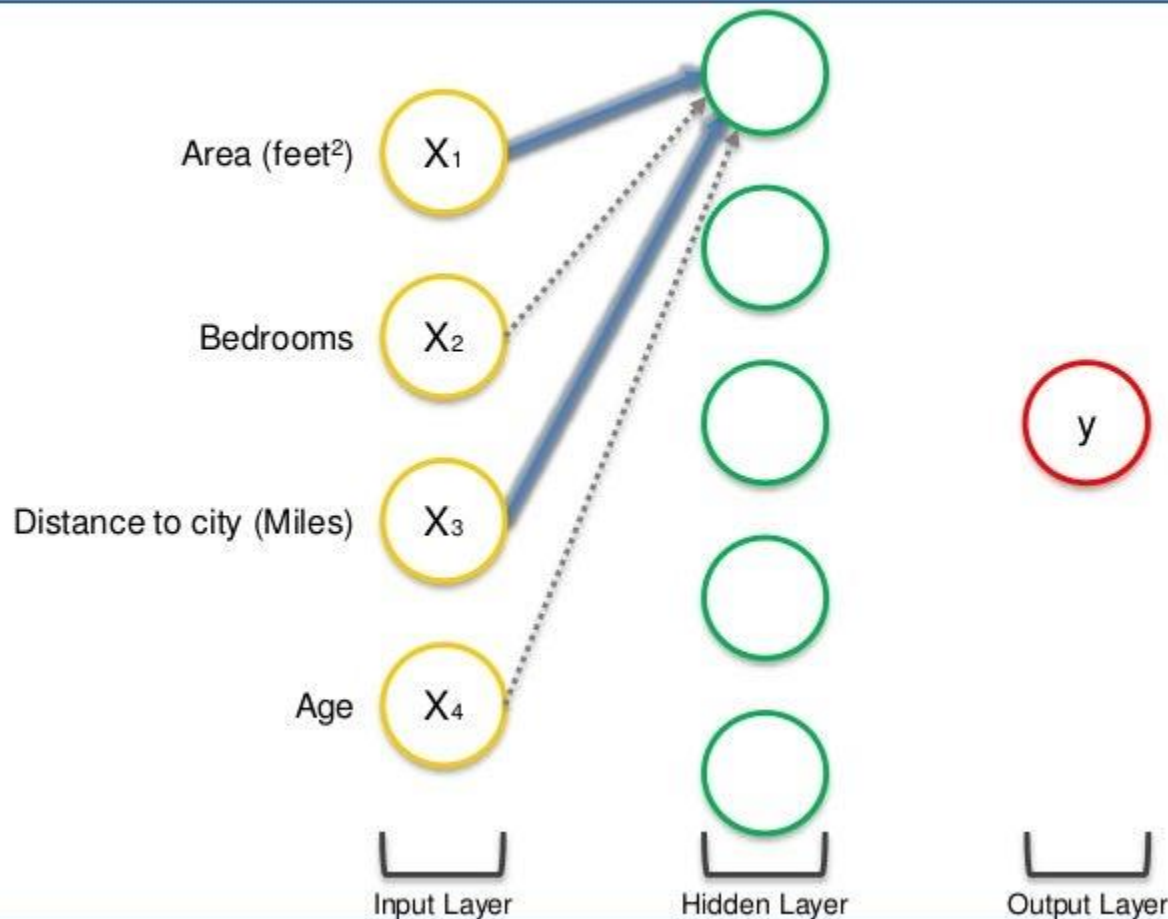 Area (feet²) X₁
Bedrooms X₂
Distance to city (Miles) X₃
y
Age X₄
Input Layer Hidden Layer Output Layer